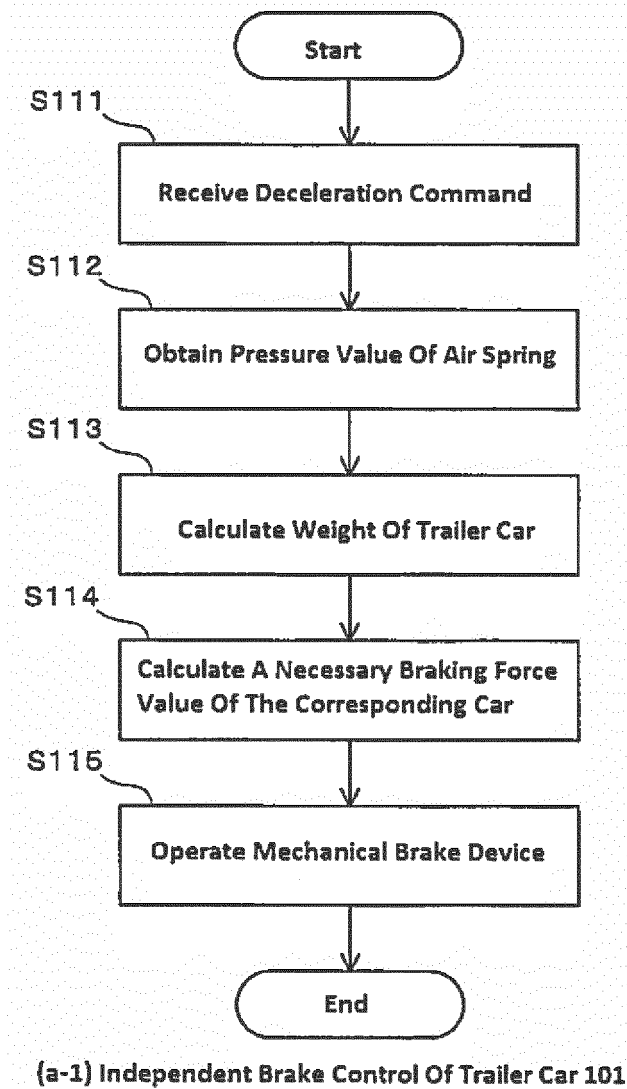 Start
S111
Receive Deceleration Command
S112
Obtain Pressure Value Of Air Spring
S113
Calculate Weight Of Trailer Car
S114
Calculate A Necessary Braking Force
Value Of The Corresponding Car
S115
Operate Mechanical Brake Device
End
(a-1) Independent Brake Control Of Trailer Car 101